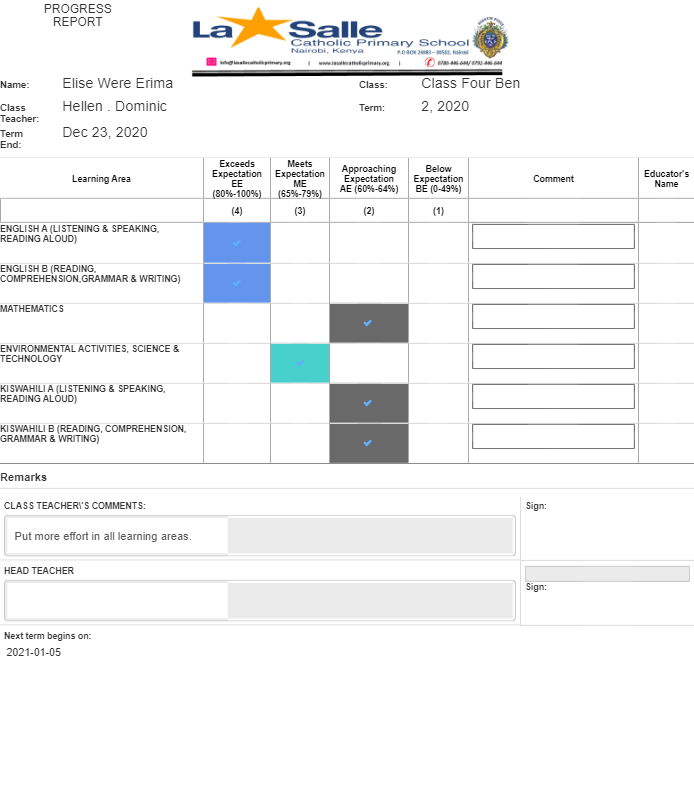 PROGRESS
REPORT
La Salle
Catholic Primary School
Nairobi, Kenya
P.O BOX 24083 – 00502, Nairobi
info@lasallecatholicprimary.org | www.lasallecatholicprimary.org | 0780-446-644/ 0792-446-644
Name: Elise Were Erima Class: Class Four Ben
Class Teacher: Hellen . Dominic Term: 2, 2020
Term End: Dec 23, 2020
Learning Area
Exceeds Expectation EE (80%-100%)
Meets Expectation ME (65%-79%)
Approaching Expectation AE (60%-64%)
Below Expectation BE (0-49%)
Comment
Educator's Name
(4) (3) (2) (1)
ENGLISH A (LISTENING & SPEAKING,
READING ALOUD)
ENGLISH B (READING,
COMPREHENSION,GRAMMAR & WRITING)
MATHEMATICS
ENVIRONMENTAL ACTIVITIES, SCIENCE &
TECHNOLOGY
KISWAHILI A (LISTENING & SPEAKING,
READING ALOUD)
KISWAHILI B (READING, COMPREHENSION,
GRAMMAR & WRITING)
Remarks
CLASS TEACHER\'S COMMENTS: Sign:
Put more effort in all learning areas.
HEAD TEACHER
Sign:
Next term begins on:
2021-01-05